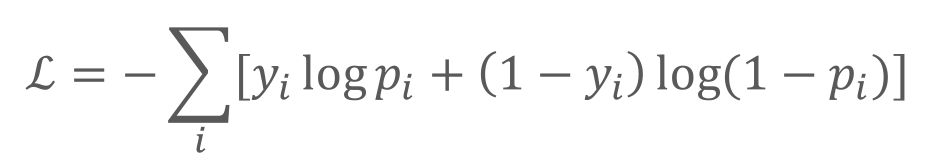 ℒ = −∑_i [y_i log p_i + (1 − y_i) log(1 − p_i)]